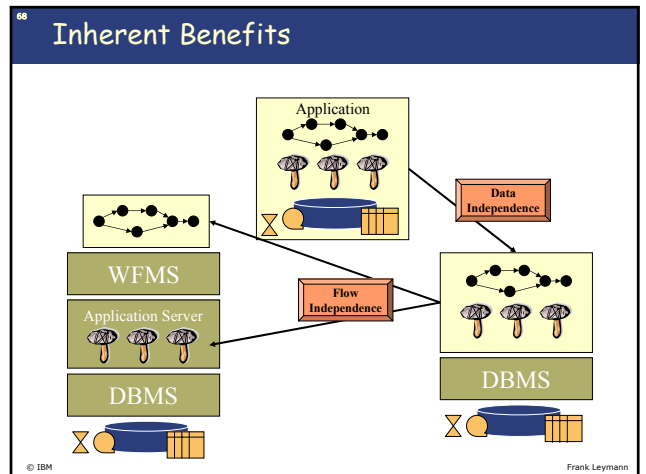 68
Inherent Benefits
Application
Data
Independence
WFMS
Flow
Independence
Application Server
DBMS
DBMS
© IBM
Frank Leymann